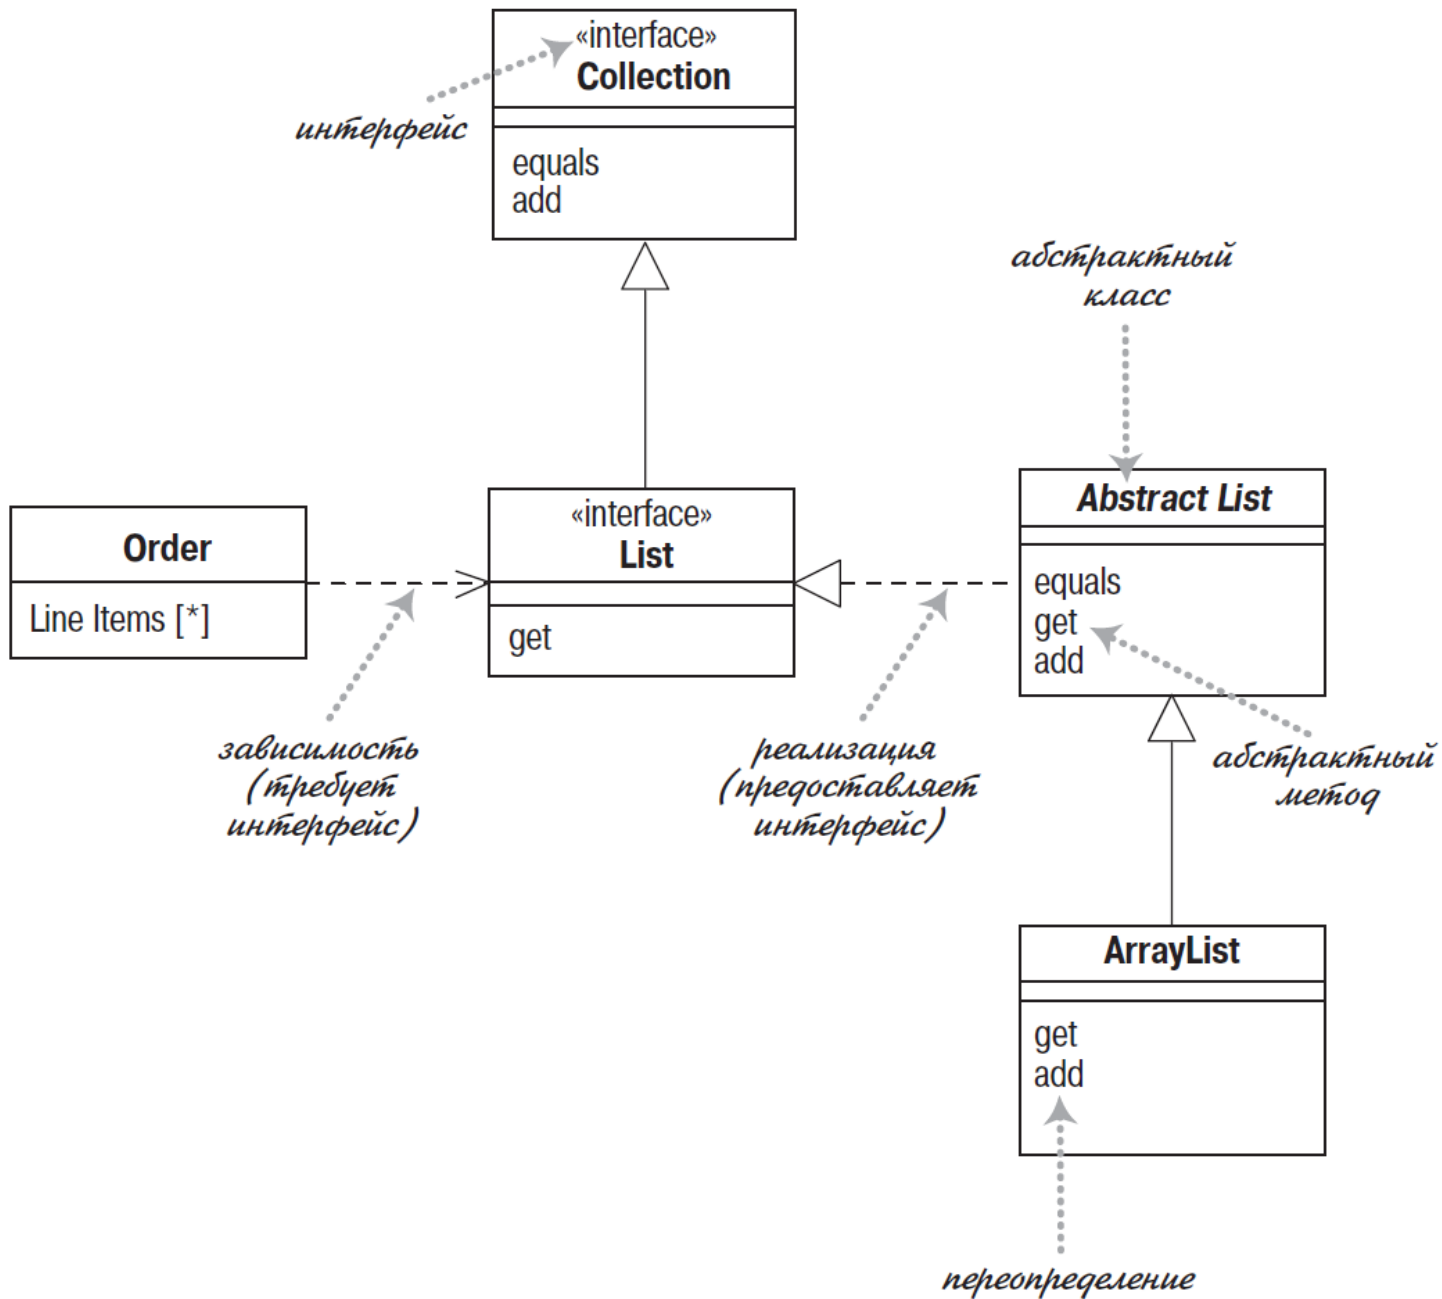 «interface»
Collection
интерфейс
equals
add
абстрактный
класс
Abstract List
«interface»
List
Order
equals
Line Items [*]
get
get
add
зависимость
(требует
интерфейс)
реализация
(предоставляет
интерфейс)
абстрактный
метод
ArrayList
get
add
переопределение